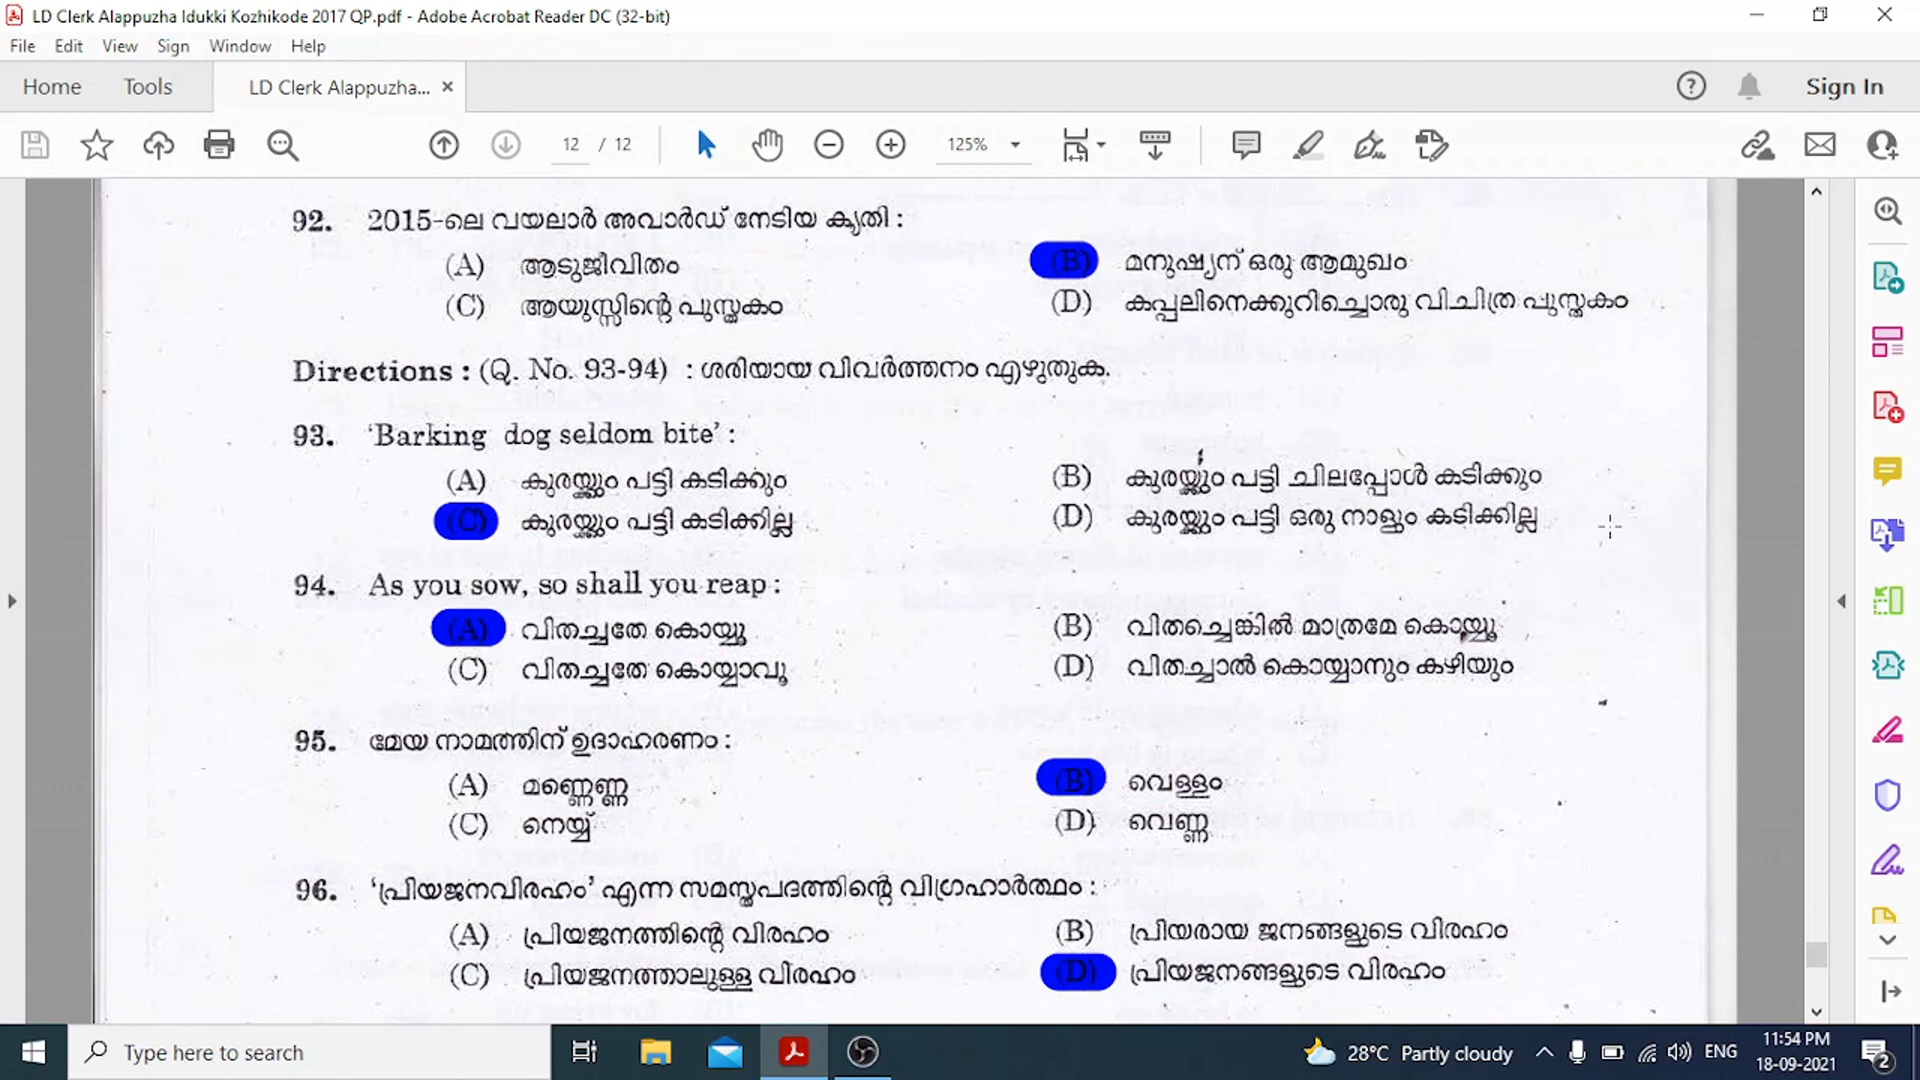 LD Clerk Alappuzha Idukki Kozhikode 2017 QP.pdf - Adobe Acrobat Reader DC (32-bit)
File Edit View Sign Window Help
Home Tools LD Clerk Alappuzha... × Sign In
12 / 12 125%
92. 2015-ലെ വയലാർ അവാർഡ് നേടിയ കൃതി :
(A) ആടുജീവിതം (B) മനുഷ്യന് ഒരു ആമുഖം
(C) ആയുസ്സിന്റെ പുസ്തകം (D) കപ്പലിനെക്കുറിച്ചൊരു വിചിത്ര പുസ്തകം
Directions : (Q. No. 93-94) : ശരിയായ വിവർത്തനം എഴുതുക.
93. 'Barking dog seldom bite' :
(A) കുരയ്ക്കും പട്ടി കടിക്കും (B) കുരയ്ക്കും പട്ടി ചിലപ്പോൾ കടിക്കും
(C) കുരയ്ക്കും പട്ടി കടിക്കില്ല (D) കുരയ്ക്കും പട്ടി ഒരു നാളും കടിക്കില്ല
94. As you sow, so shall you reap :
(A) വിതച്ചതേ കൊയ്യൂ (B) വിതച്ചെങ്കിൽ മാത്രമേ കൊയ്യൂ
(C) വിതച്ചതേ കൊയ്യാവൂ (D) വിതച്ചാൽ കൊയ്യാനും കഴിയും
95. മേയ നാമത്തിന് ഉദാഹരണം :
(A) മണ്ണെണ്ണ (B) വെള്ളം
(C) നെയ്യ് (D) വെണ്ണ
96. 'പ്രിയജനവിരഹം' എന്ന സമസ്തപദത്തിന്റെ വിഗ്രഹാർത്ഥം :
(A) പ്രിയജനത്തിന്റെ വിരഹം (B) പ്രിയരായ ജനങ്ങളുടെ വിരഹം
(C) പ്രിയജനത്താലുള്ള വിരഹം (D) പ്രിയജനങ്ങളുടെ വിരഹം
Type here to search 28°C Partly cloudy ENG 11:54 PM
18-09-2021 2